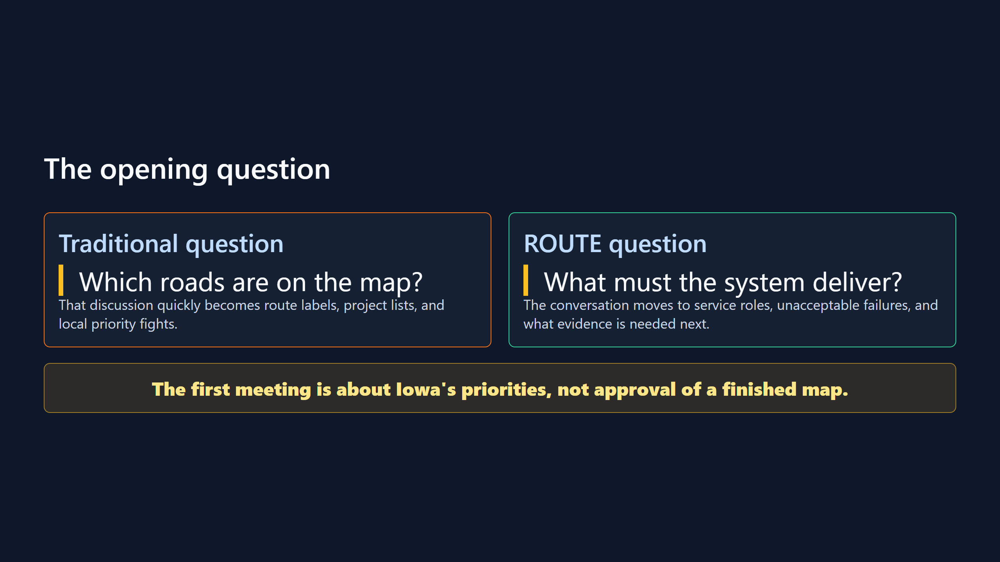 The opening question
Traditional question
Which roads are on the map?
That discussion quickly becomes route labels, project lists, and
local priority fights.
ROUTE question
What must the system deliver?
The conversation moves to service roles, unacceptable failures, and
what evidence is needed next.
The first meeting is about Iowa's priorities, not approval of a finished map.